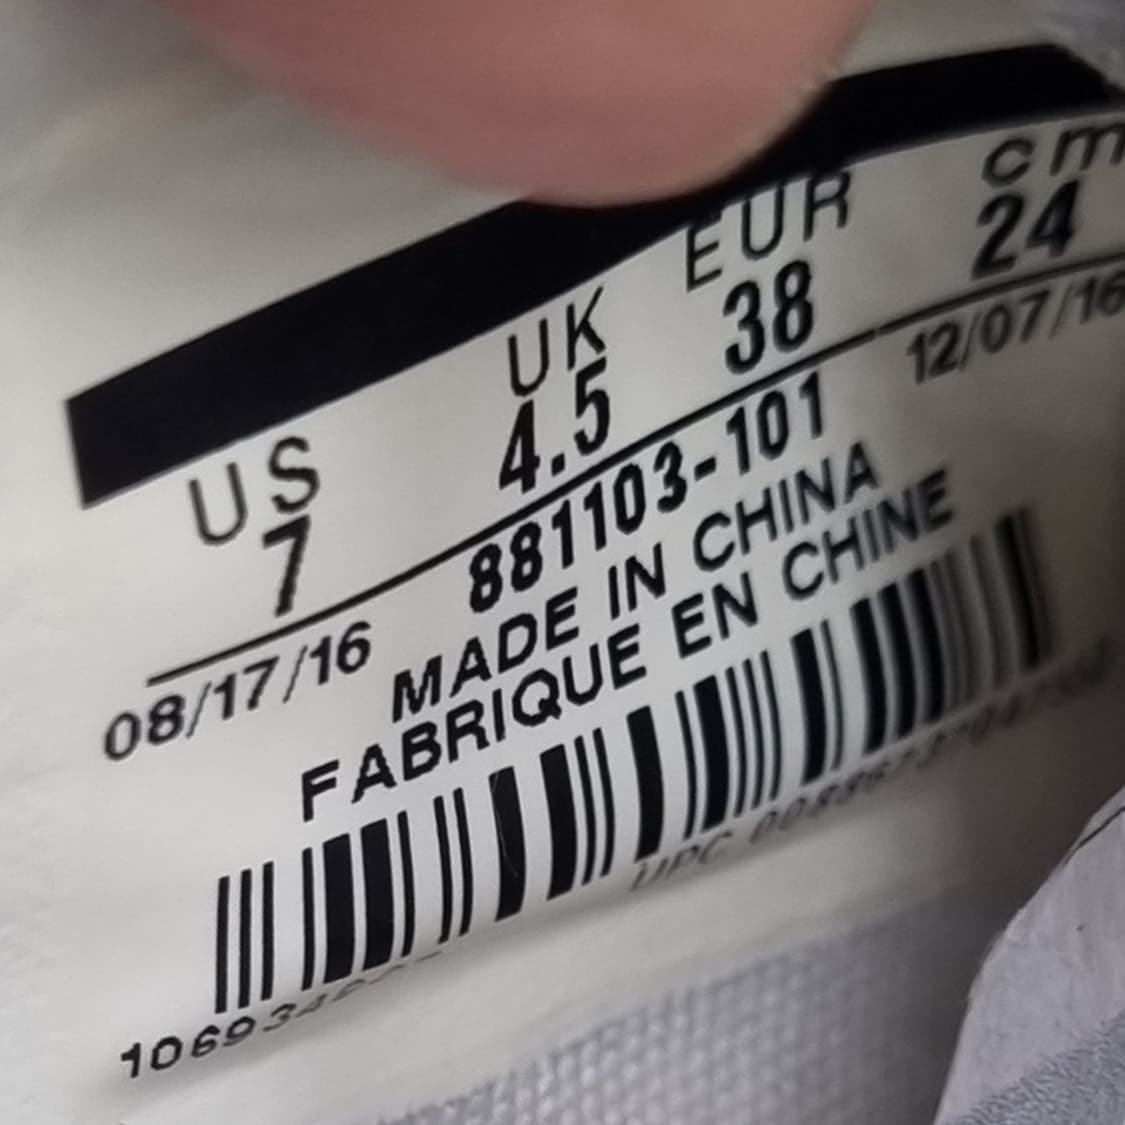 US UK EUR cm
7 4.5 38 24
08/17/16 881103-101 12/07/16
MADE IN CHINA
FABRIQUE EN CHINE
UPC